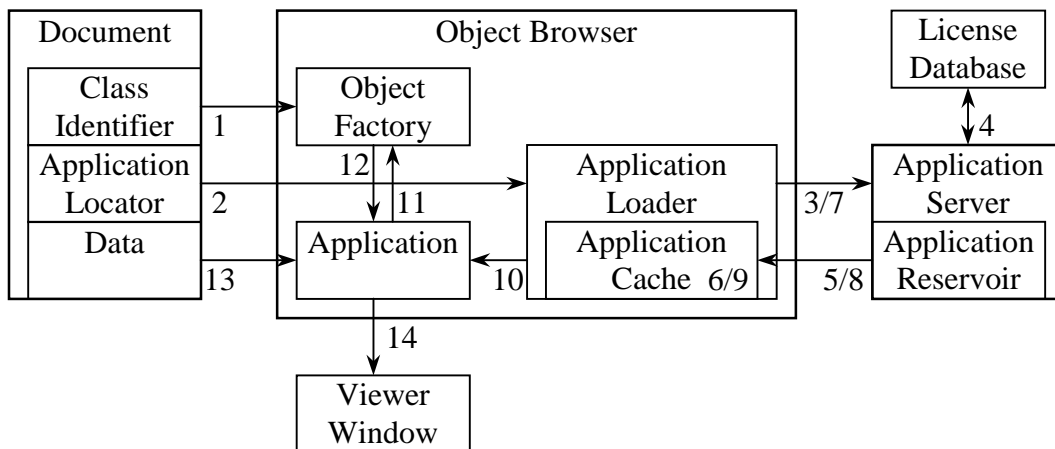 Document
Class
Identifier
Application
Locator
Data
1
2
13
Object Browser
Object
Factory
12
11
Application
10
14
Application
Loader
Application
Cache 6/9
Viewer
Window
3/7
5/8
License
Database
4
Application
Server
Application
Reservoir